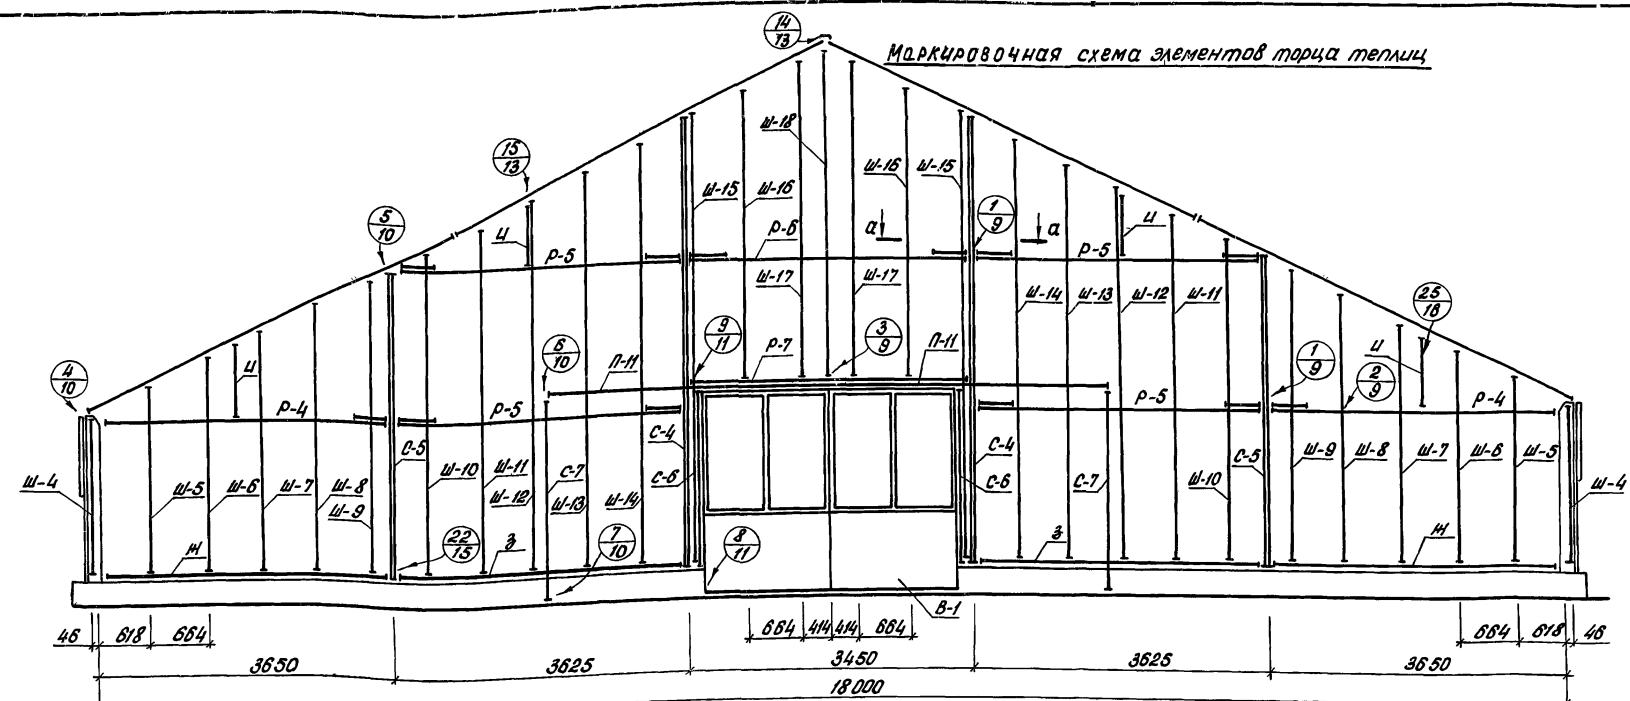 14
13
Маркировочная схема элементов торца теплиц
Ш-18
15
13
Ш-15
Ш-16
Ш-16
Ш-15
5
10
И
Р-5
Р-6
а
а
1
9
Р-5
И
Ш-17
Ш-17
Ш-14
Ш-13
Ш-12
Ш-11
25
18
4
10
И
6
10
П-11
9
11
Р-7
3
9
П-11
1
9
2
9
И
Р-4
Р-5
Р-5
Р-4
С-5
С-4
С-4
С-5
Ш-4
Ш-5
Ш-6
Ш-7
Ш-8
Ш-9
Ш-10
Ш-11
Ш-12
С-7
Ш-13
Ш-14
С-6
С-6
С-7
Ш-10
Ш-9
Ш-8
Ш-7
Ш-6
Ш-5
Ш-4
Ж
22
15
З
7
10
8
11
З
Ж
В-1
46
618
664
664
414
414
664
664
618
46
3650
3625
3450
3625
3650
18000